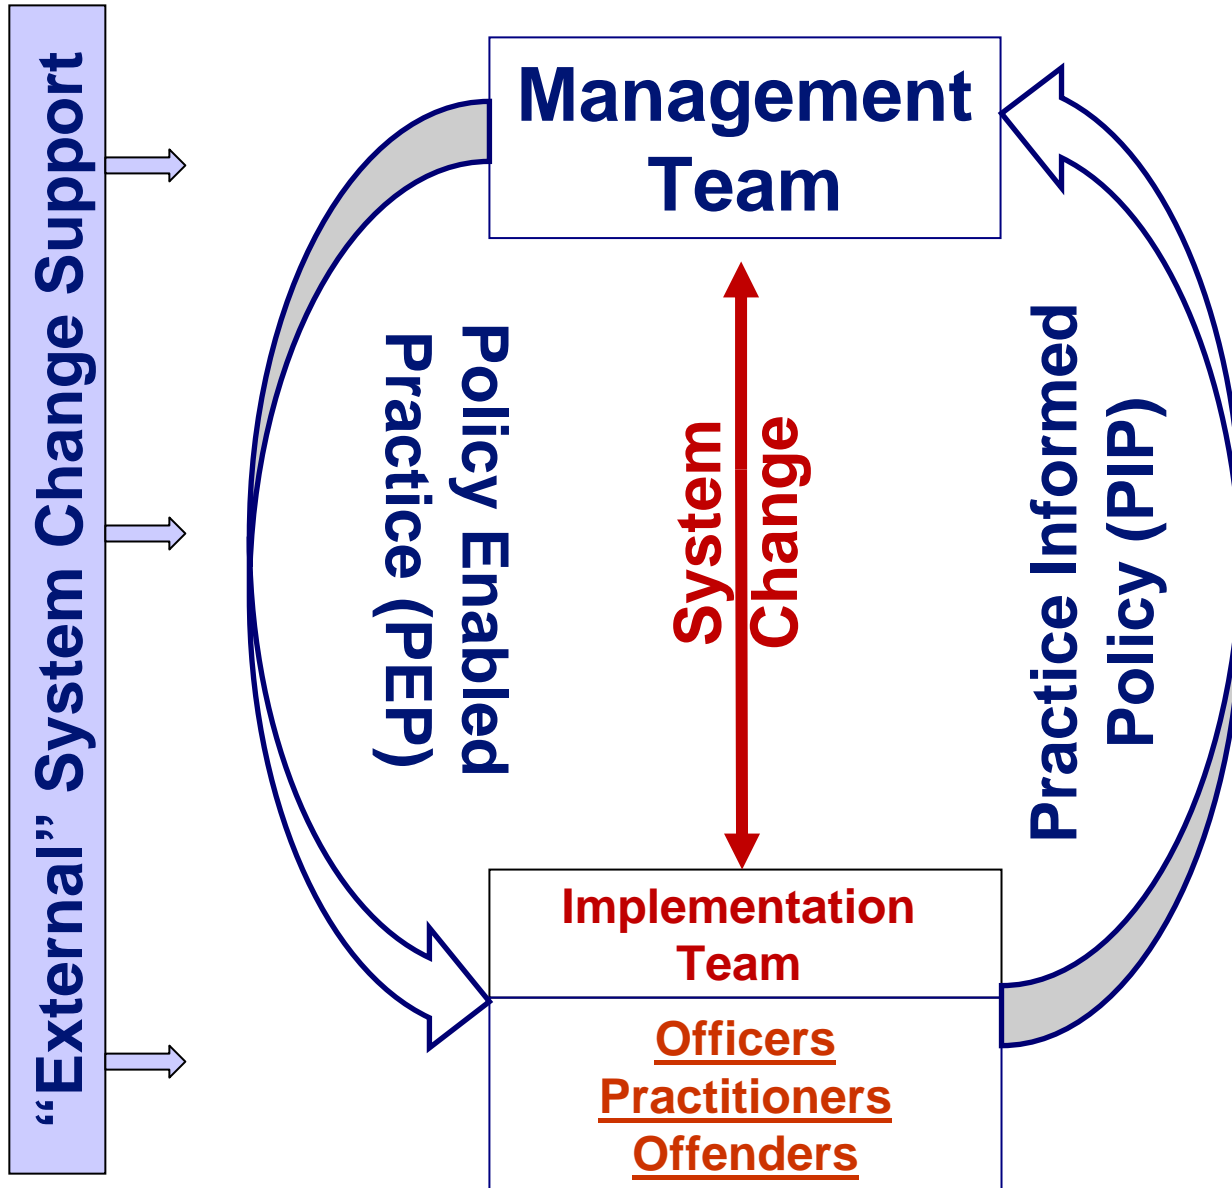 “External” System Change Support
Management
Team
Policy Enabled
Practice (PEP)
System
Change
Practice Informed
Policy (PIP)
Implementation
Team
Officers
Practitioners
Offenders